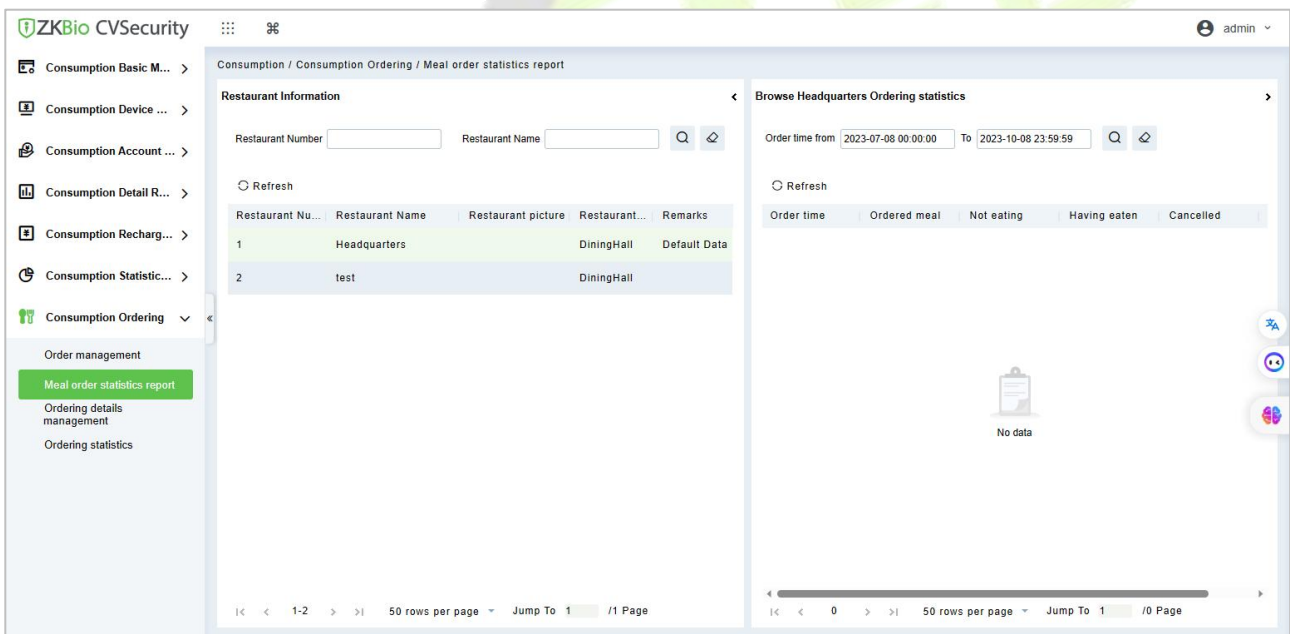 ZKBio CVSecurity
admin
Consumption Basic M...
Consumption Device ...
Consumption Account ...
Consumption Detail R...
Consumption Recharg...
Consumption Statistic...
Consumption Ordering
Order management
Meal order statistics report
Ordering details
management
Ordering statistics
Consumption / Consumption Ordering / Meal order statistics report
Restaurant Information
Restaurant Number Restaurant Name
Refresh
Restaurant Nu... Restaurant Name Restaurant picture Restaurant... Remarks
1 Headquarters DiningHall Default Data
2 test DiningHall
1-2 50 rows per page Jump To 1 /1 Page
Browse Headquarters Ordering statistics
Order time from 2023-07-08 00:00:00 To 2023-10-08 23:59:59
Refresh
Order time Ordered meal Not eating Having eaten Cancelled
No data
0 50 rows per page Jump To 1 /0 Page